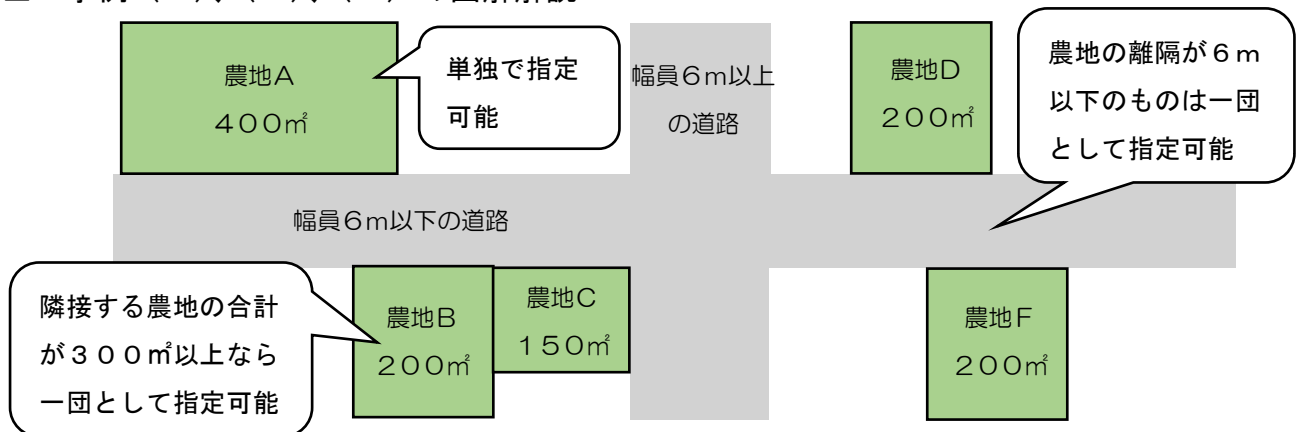 農地A
400㎡
単独で指定
可能
幅員6m以上
の道路
農地D
200㎡
農地の離隔が6m
以下のものは一団
として指定可能
幅員6m以下の道路
隣接する農地の合計
が300㎡以上なら
一団として指定可能
農地B
200㎡
農地C
150㎡
農地F
200㎡